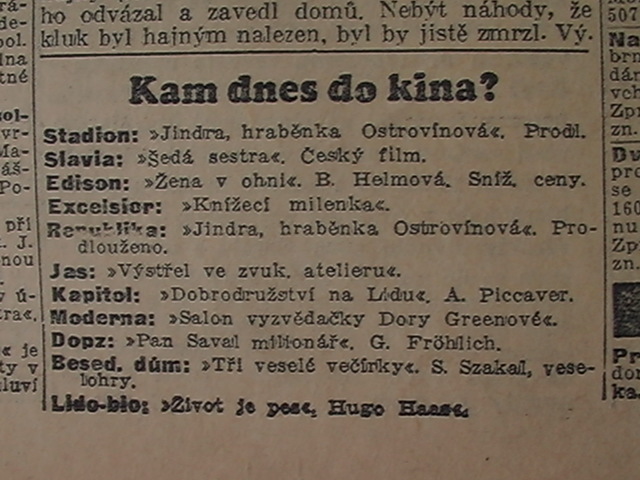 ho odvázal a zavedl domů. Nebýt náhody, že
kluk byl hajným nalezen, byl by jistě zmrzl. Vý.
Kam dnes do kina?
Stadion: »Jindra, hraběnka Ostrovínová«. Prodl.
Slavia: »Šedá sestra«. Český film.
Edison: »Žena v ohni«. B. Helmová. Sníž. ceny.
Excelsior: »Knížecí milenka«.
Republika: »Jindra, hraběnka Ostrovínová«. Pro-
dlouženo.
Jas: »Výstřel ve zvuk. atelieru«.
Kapitol: »Dobrodružství na Lidu«. A. Piccaver.
Moderna: »Salon vyzvědačky Dory Greenové«.
Dopz: »Pan Saval milionář«. G. Fröhlich.
Besed. dům: »Tři veselé večírky«. S. Szakal, vese-
lohry.
Lido-bio: »Život je pes«, Hugo Haas«,